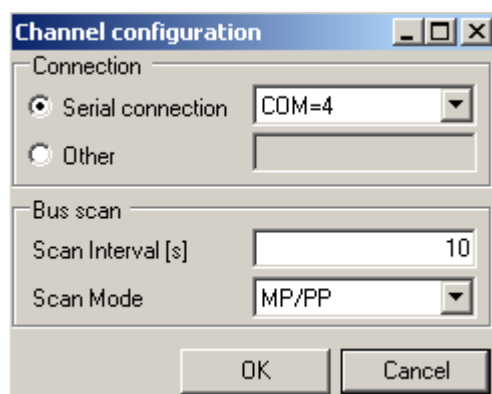 Channel configuration
Connection
Serial connection COM=4
Other
Bus scan
Scan Interval [s] 10
Scan Mode MP/PP
OK Cancel